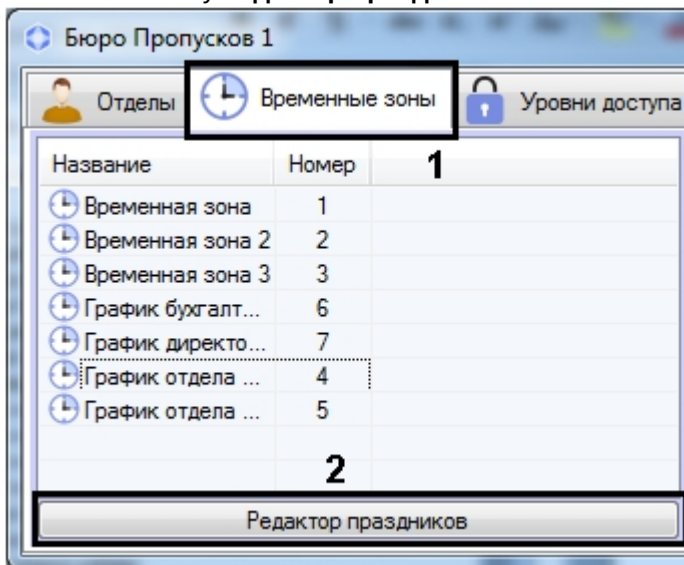 Бюро Пропусков 1
Отделы Временные зоны Уровни доступа
1
Название Номер
Временная зона 1
Временная зона 2 2
Временная зона 3 3
График бухгалт... 6
График директо... 7
График отдела ... 4
График отдела ... 5
2
Редактор праздников